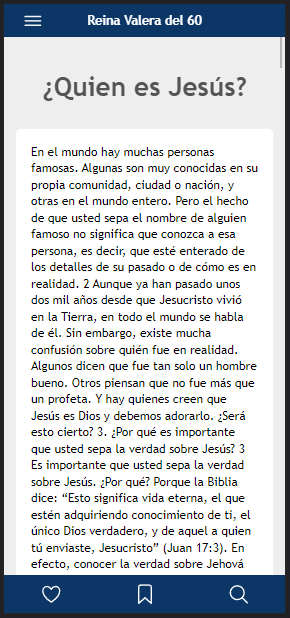 Reina Valera del 60
¿Quien es Jesús?
En el mundo hay muchas personas
famosas. Algunas son muy conocidas en su
propia comunidad, ciudad o nación, y
otras en el mundo entero. Pero el hecho
de que usted sepa el nombre de alguien
famoso no significa que conozca a esa
persona, es decir, que esté enterado de
los detalles de su pasado o de cómo es en
realidad. 2 Aunque ya han pasado unos
dos mil años desde que Jesucristo vivió
en la Tierra, en todo el mundo se habla
de él. Sin embargo, existe mucha
confusión sobre quién fue en realidad.
Algunos dicen que fue tan solo un hombre
bueno. Otros piensan que no fue más que
un profeta. Y hay quienes creen que
Jesús es Dios y debemos adorarlo. ¿Será
esto cierto? 3. ¿Por qué es importante
que usted sepa la verdad sobre Jesús? 3
Es importante que usted sepa la verdad
sobre Jesús. ¿Por qué? Porque la Biblia
dice: “Esto significa vida eterna, el que
estén adquiriendo conocimiento de ti, el
único Dios verdadero, y de aquel a quien
tú enviaste, Jesucristo” (Juan 17:3). En
efecto, conocer la verdad sobre Jehová